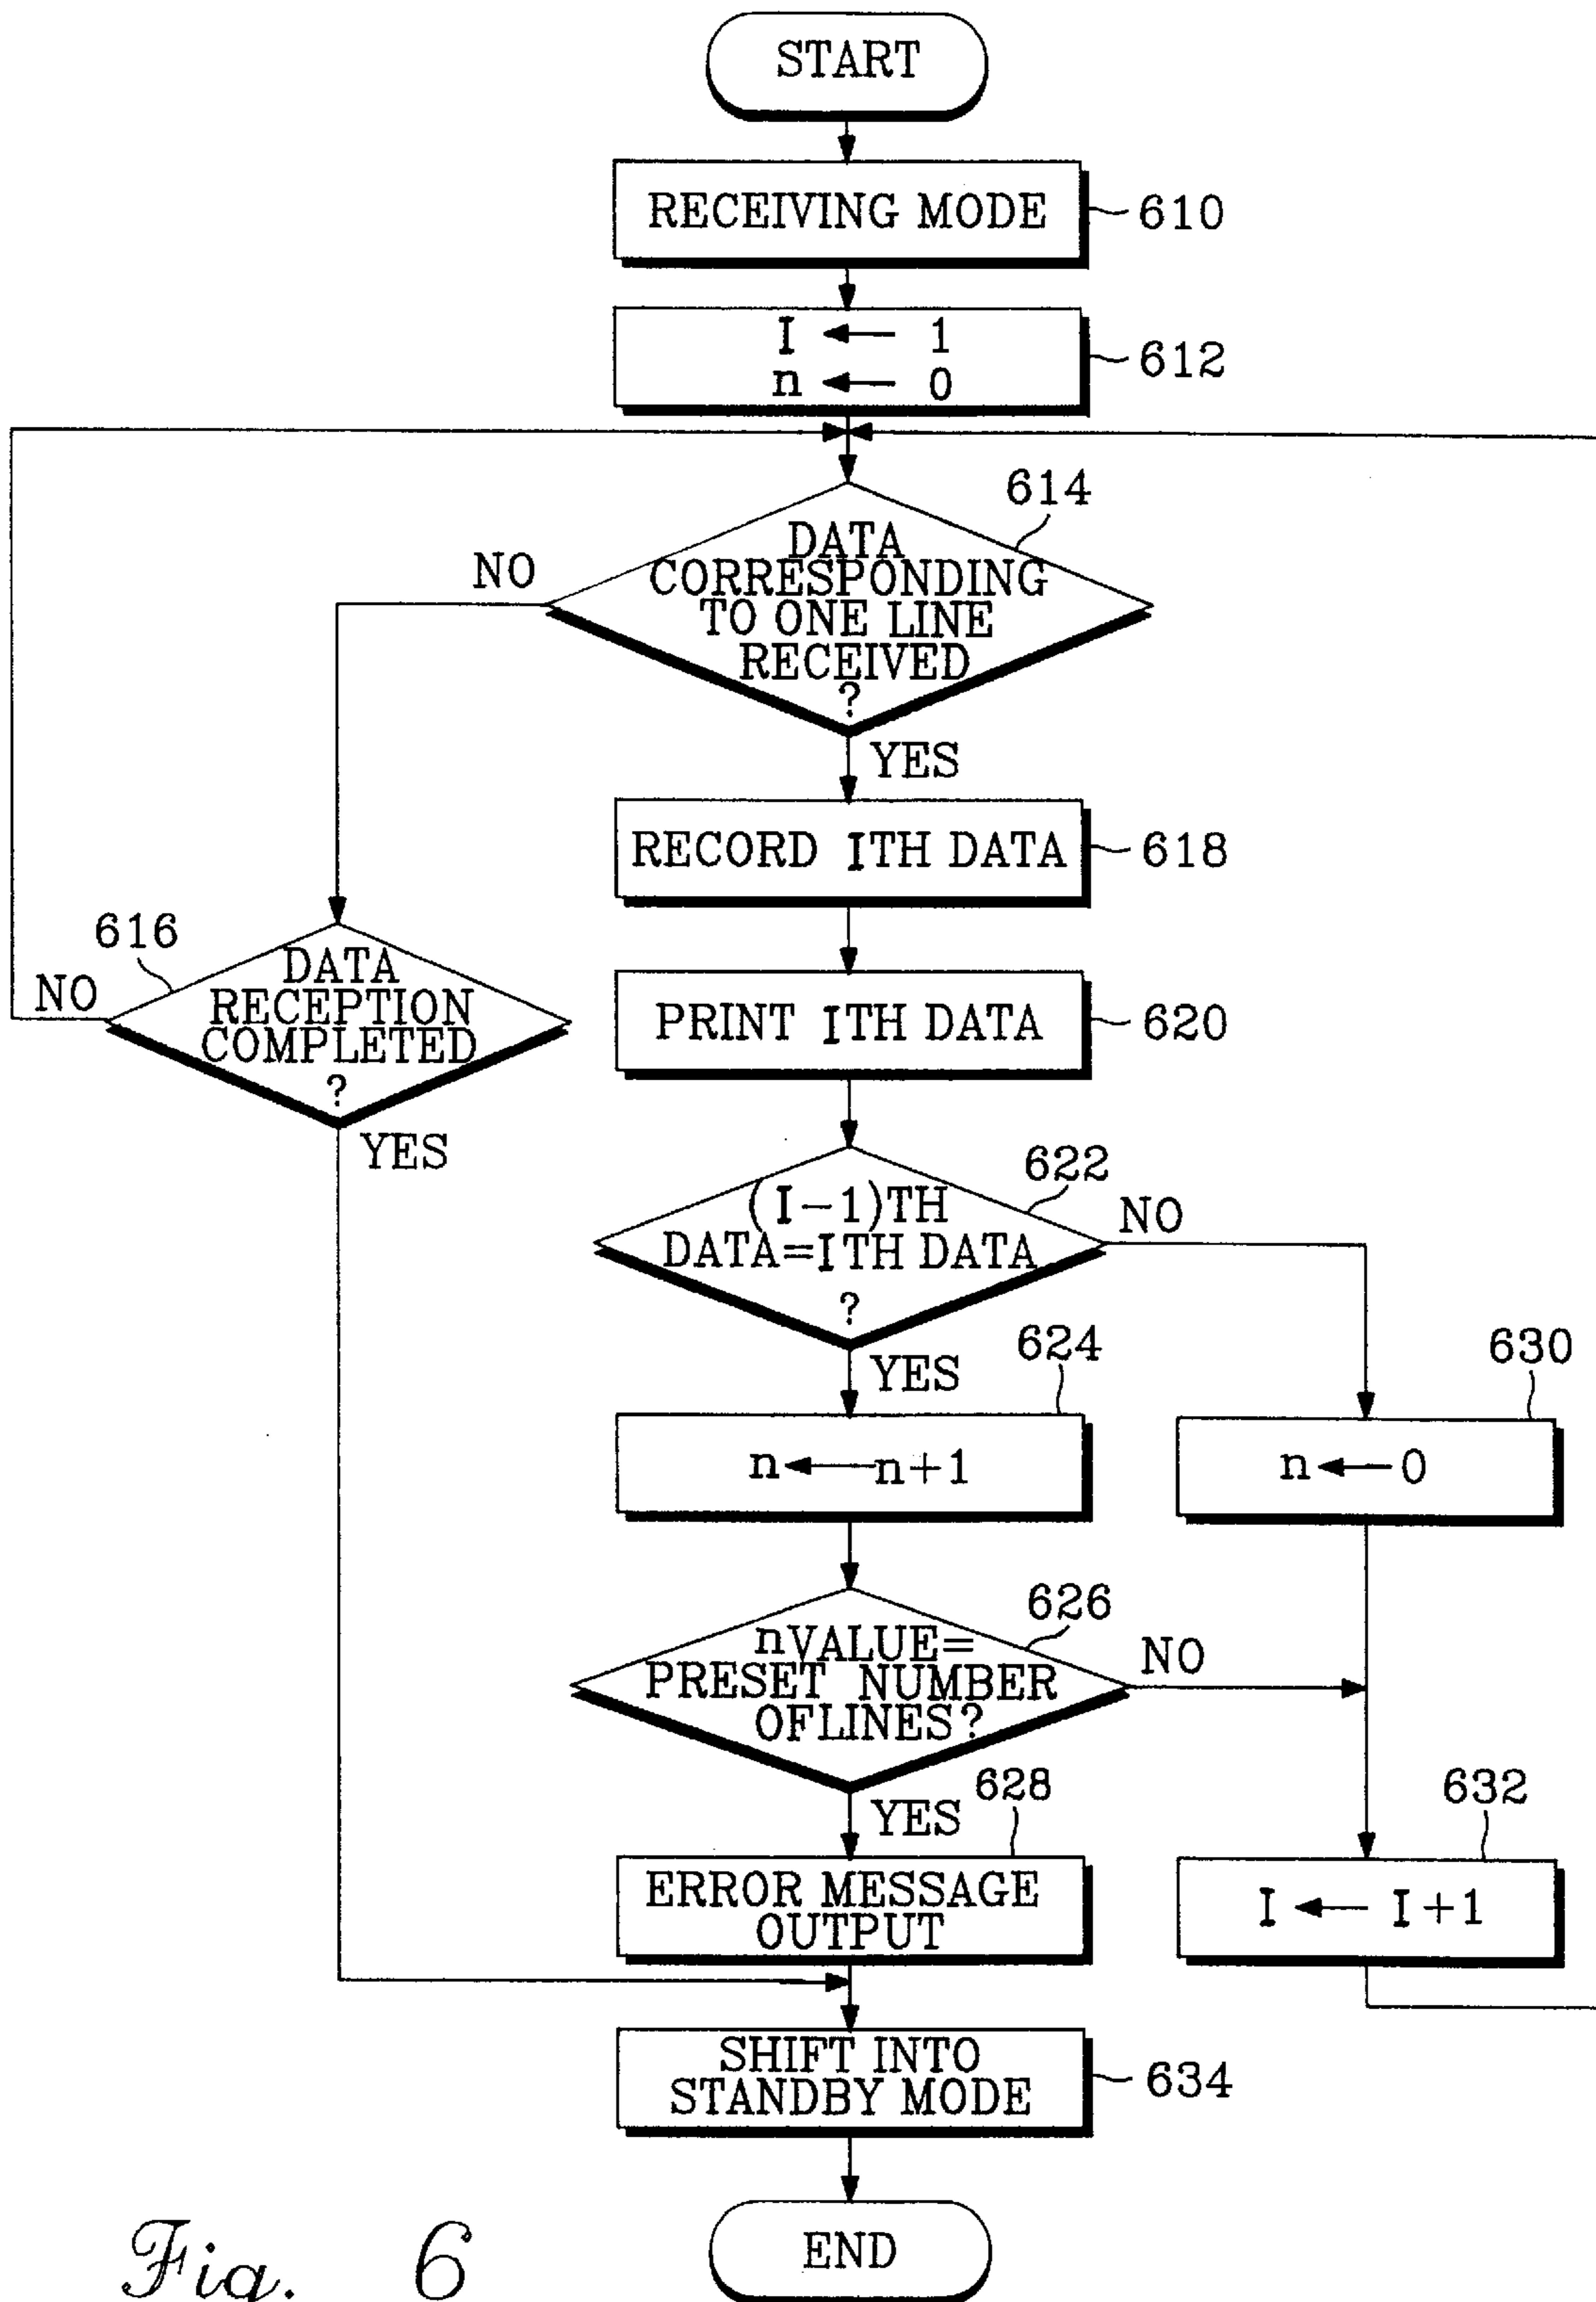 START
RECEIVING MODE
610
I ← 1
n ← 0
612
614
DATA
CORRESPONDING
TO ONE LINE
RECEIVED
?
NO
YES
RECORD ITH DATA
618
616
DATA
RECEPTION
COMPLETED
?
NO
YES
PRINT ITH DATA
620
622
(I-1)TH
DATA=ITH DATA
?
NO
YES
624
n←n+1
630
n←0
626
nVALUE=
PRESET NUMBER
OFLINES?
NO
YES
628
ERROR MESSAGE
OUTPUT
632
I ← I+1
SHIFT INTO
STANDBY MODE
634
END
Fig. 6